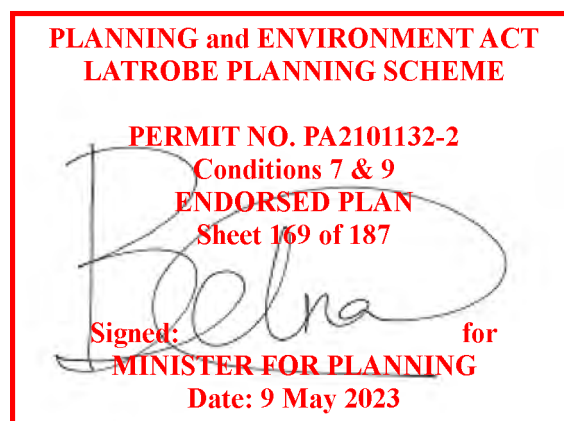 PLANNING and ENVIRONMENT ACT
LATROBE PLANNING SCHEME
PERMIT NO. PA2101132-2
Conditions 7 & 9
ENDORSED PLAN
Sheet 169 of 187
Signed: for
MINISTER FOR PLANNING
Date: 9 May 2023